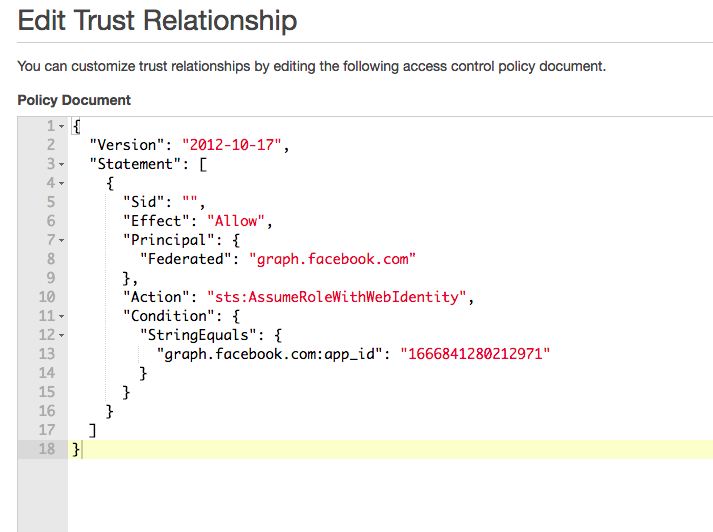 Edit Trust Relationship
You can customize trust relationships by editing the following access control policy document.
Policy Document
1 {
2 "Version": "2012-10-17",
3 "Statement": [
4 {
5 "Sid": "",
6 "Effect": "Allow",
7 "Principal": {
8 "Federated": "graph.facebook.com"
9 },
10 "Action": "sts:AssumeRoleWithWebIdentity",
11 "Condition": {
12 "StringEquals": {
13 "graph.facebook.com:app_id": "1666841280212971"
14 }
15 }
16 }
17 ]
18 }